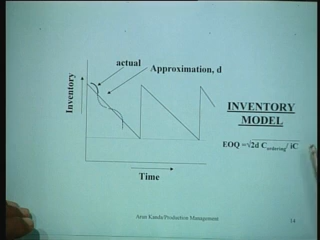 actual
Approximation, d
Inventory
INVENTORY
MODEL
EOQ =√2d Cordering/ iC
Time
Arun Kanda/Production Management
14